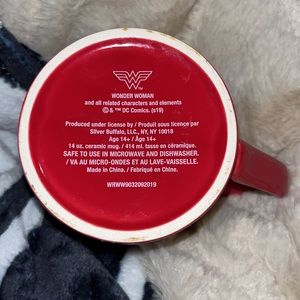 WONDER WOMAN
and all related characters and elements
© & ™ DC Comics. (s19)
Produced under license by / Produit sous licence par
Silver Buffalo, LLC., NY, NY 10018
Age 14+ / Age 14+
14 oz. ceramic mug. / 414 ml. tasse en céramique.
SAFE TO USE IN MICROWAVE AND DISHWASHER.
/ VA AU MICRO-ONDES ET AU LAVE-VAISSELLE.
Made in China. / Fabriqué en Chine.
WRWW9032092019